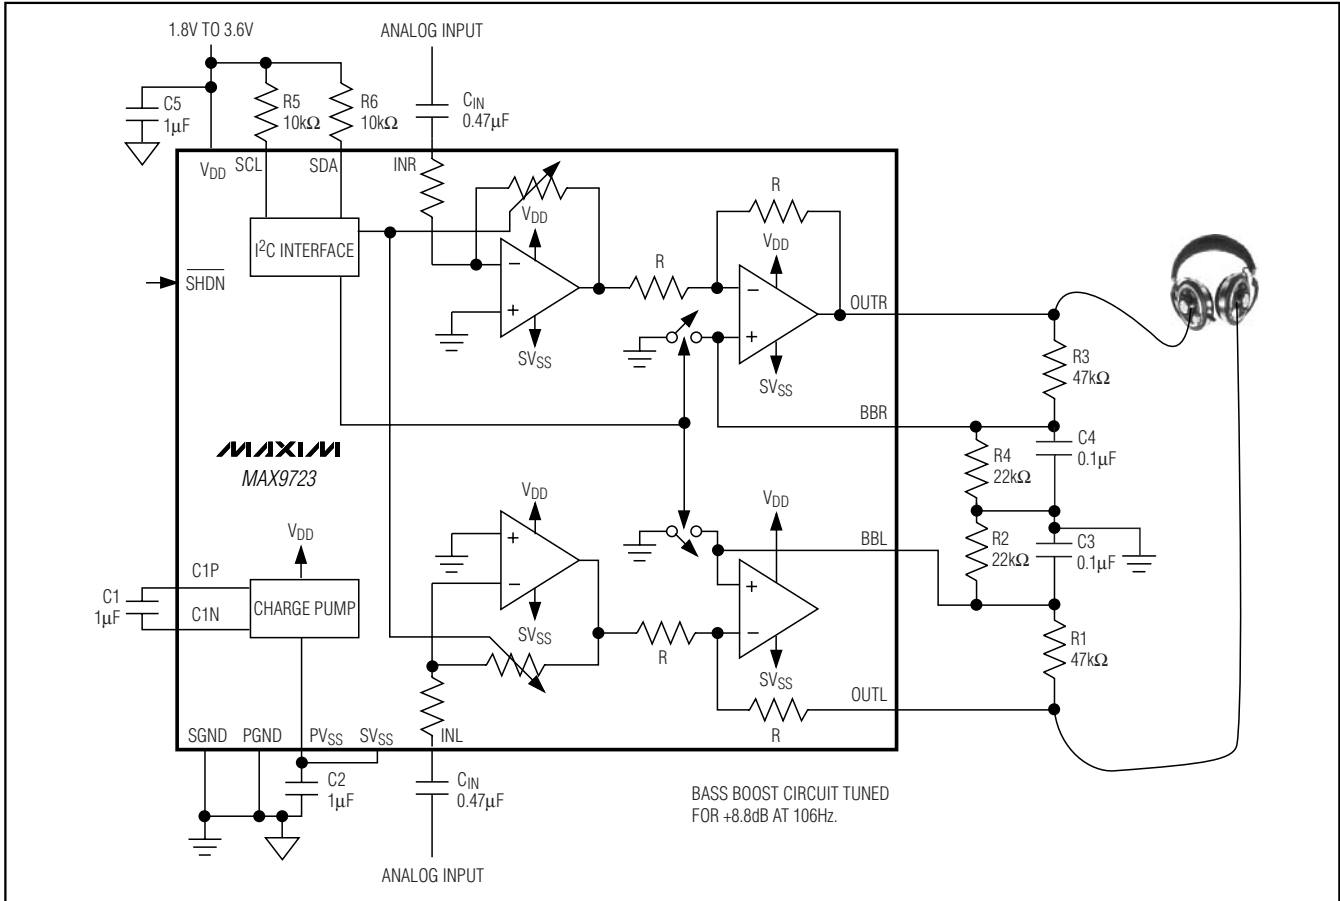 1.8V TO 3.6V
ANALOG INPUT
C5
1µF
R5
10kΩ
R6
10kΩ
CIN
0.47µF
VDD
SCL
SDA
INR
I2C INTERFACE
SHDN
VDD
−
+
SVSS
R
R
VDD
−
+
SVSS
OUTR
BBR
R3
47kΩ
C4
0.1µF
R4
22kΩ
R2
22kΩ
C3
0.1µF
R1
47kΩ
MAXIM
MAX9723
VDD
C1P
C1N
C1
1µF
CHARGE PUMP
VDD
+
−
SVSS
R
VDD
+
−
SVSS
R
BBL
OUTL
SGND
PGND
PVSS
SVSS
INL
C2
1µF
CIN
0.47µF
ANALOG INPUT
BASS BOOST CIRCUIT TUNED
FOR +8.8dB AT 106Hz.